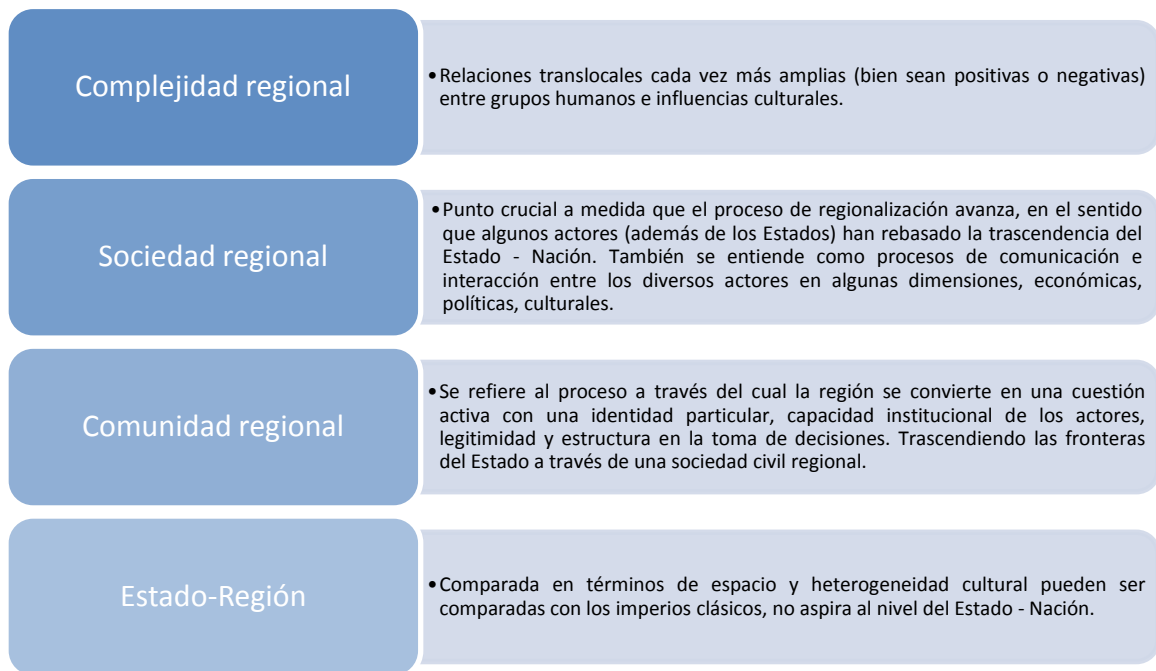 Complejidad regional
•Relaciones translocales cada vez más amplias (bien sean positivas o negativas)
entre grupos humanos e influencias culturales.
Sociedad regional
•Punto crucial a medida que el proceso de regionalización avanza, en el sentido
que algunos actores (además de los Estados) han rebasado la trascendencia del
Estado - Nación. También se entiende como procesos de comunicación e
interacción entre los diversos actores en algunas dimensiones, económicas,
políticas, culturales.
Comunidad regional
•Se refiere al proceso a través del cual la región se convierte en una cuestión
activa con una identidad particular, capacidad institucional de los actores,
legitimidad y estructura en la toma de decisiones. Trascendiendo las fronteras
del Estado a través de una sociedad civil regional.
Estado-Región
•Comparada en términos de espacio y heterogeneidad cultural pueden ser
comparadas con los imperios clásicos, no aspira al nivel del Estado - Nación.